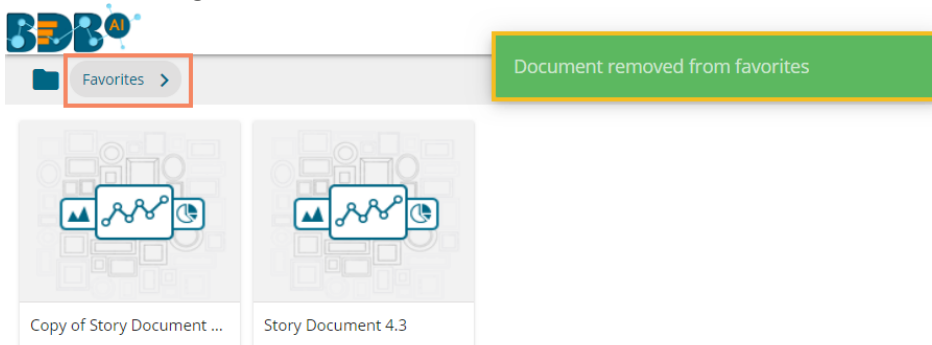 BDB AI
Document removed from favorites
Favorites
Copy of Story Document ...
Story Document 4.3